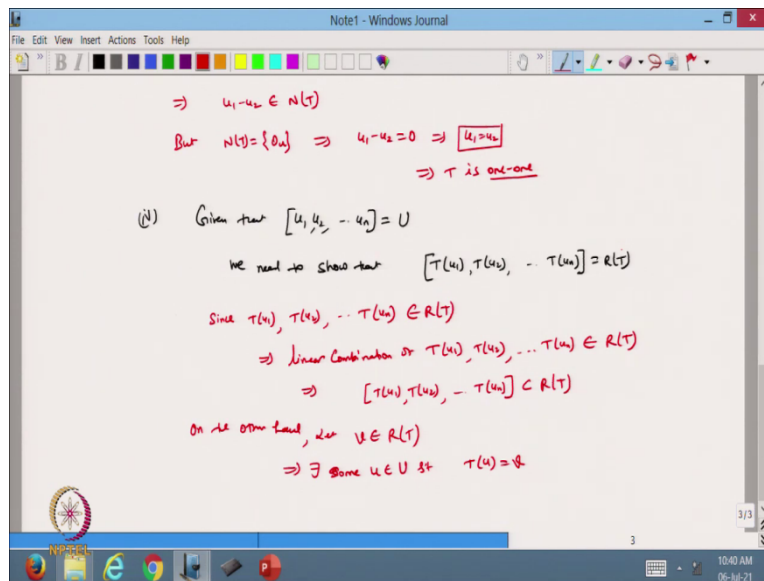 Note1 - Windows Journal
File Edit View Insert Actions Tools Help
B I
⇒ u₁-u₂ ∈ N(T)
But N(T)={0u} ⇒ u₁-u₂=0 ⇒ u₁=u₂
⇒ T is one-one
(iv) Given that [u₁,u₂, -- uₙ] = U
We need to show that [T(u₁), T(u₂), -- T(uₙ)] = R(T)
Since T(u₁), T(u₂), -- T(uₙ) ∈ R(T)
⇒ linear Combination of T(u₁), T(u₂), ... T(uₙ) ∈ R(T)
⇒ [T(u₁), T(u₂), -- T(uₙ)] ⊂ R(T)
On the other hand, let v ∈ R(T)
⇒ ∃ some u ∈ U st T(u) = v
3/3
3
NPTEL
10:40 AM
06-Jul-21